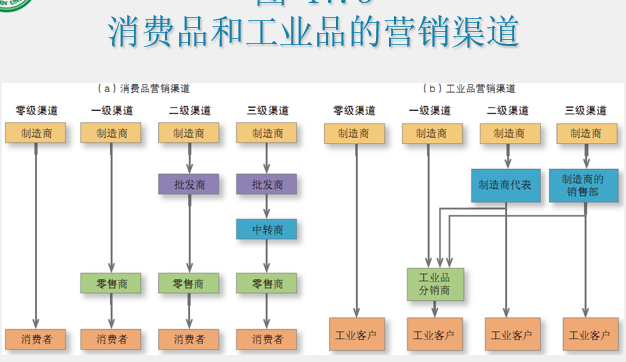 消费品和工业品的营销渠道
（a）消费品营销渠道
零级渠道 一级渠道 二级渠道 三级渠道
制造商 制造商 制造商 制造商
批发商 批发商
中转商
零售商 零售商 零售商
消费者 消费者 消费者 消费者
（b）工业品营销渠道
零级渠道 一级渠道 二级渠道 三级渠道
制造商 制造商 制造商 制造商
制造商代表 制造商的
销售部
工业品
分销商
工业客户 工业客户 工业客户 工业客户